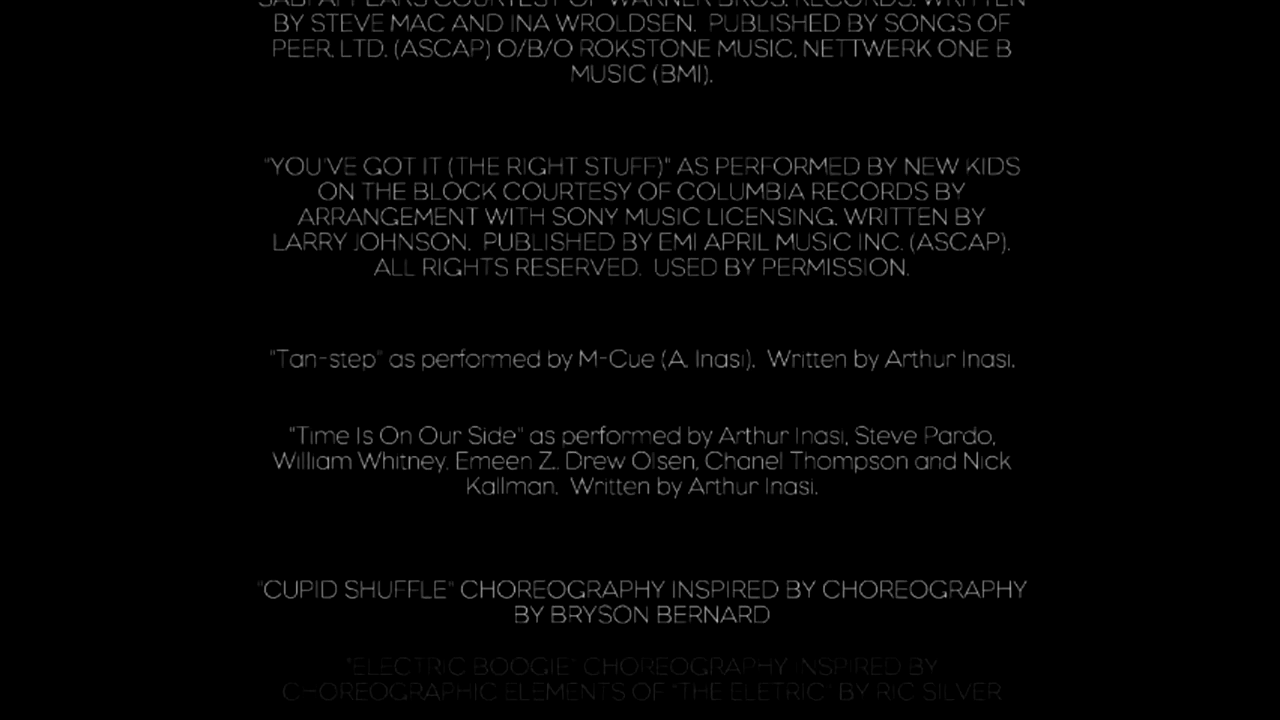 BY STEVE MAC AND INA WROLDSEN. PUBLISHED BY SONGS OF
PEER, LTD. (ASCAP) O/B/O ROKSTONE MUSIC, NETTWERK ONE B
MUSIC (BMI).
"YOU'VE GOT IT (THE RIGHT STUFF)" AS PERFORMED BY NEW KIDS
ON THE BLOCK COURTESY OF COLUMBIA RECORDS BY
ARRANGEMENT WITH SONY MUSIC LICENSING. WRITTEN BY
LARRY JOHNSON. PUBLISHED BY EMI APRIL MUSIC INC. (ASCAP).
ALL RIGHTS RESERVED. USED BY PERMISSION.
"Tan-step" as performed by M-Cue (A. Inasi). Written by Arthur Inasi.
"Time Is On Our Side" as performed by Arthur Inasi, Steve Pardo,
William Whitney, Emeen Z., Drew Olsen, Chanel Thompson and Nick
Kallman. Written by Arthur Inasi.
"CUPID SHUFFLE" CHOREOGRAPHY INSPIRED BY CHOREOGRAPHY
BY BRYSON BERNARD
"ELECTRIC BOOGIE" CHOREOGRAPHY INSPIRED BY
CHOREOGRAPHIC ELEMENTS OF "THE ELETRIC" BY RIC SILVER